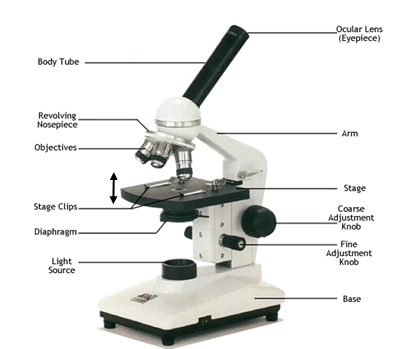 Ocular Lens
(Eyepiece)
Body Tube
Revolving
Nosepiece
Arm
Objectives
Stage
Stage Clips
Coarse
Adjustment
Knob
Diaphragm
Fine
Adjustment
Knob
Light
Source
Base